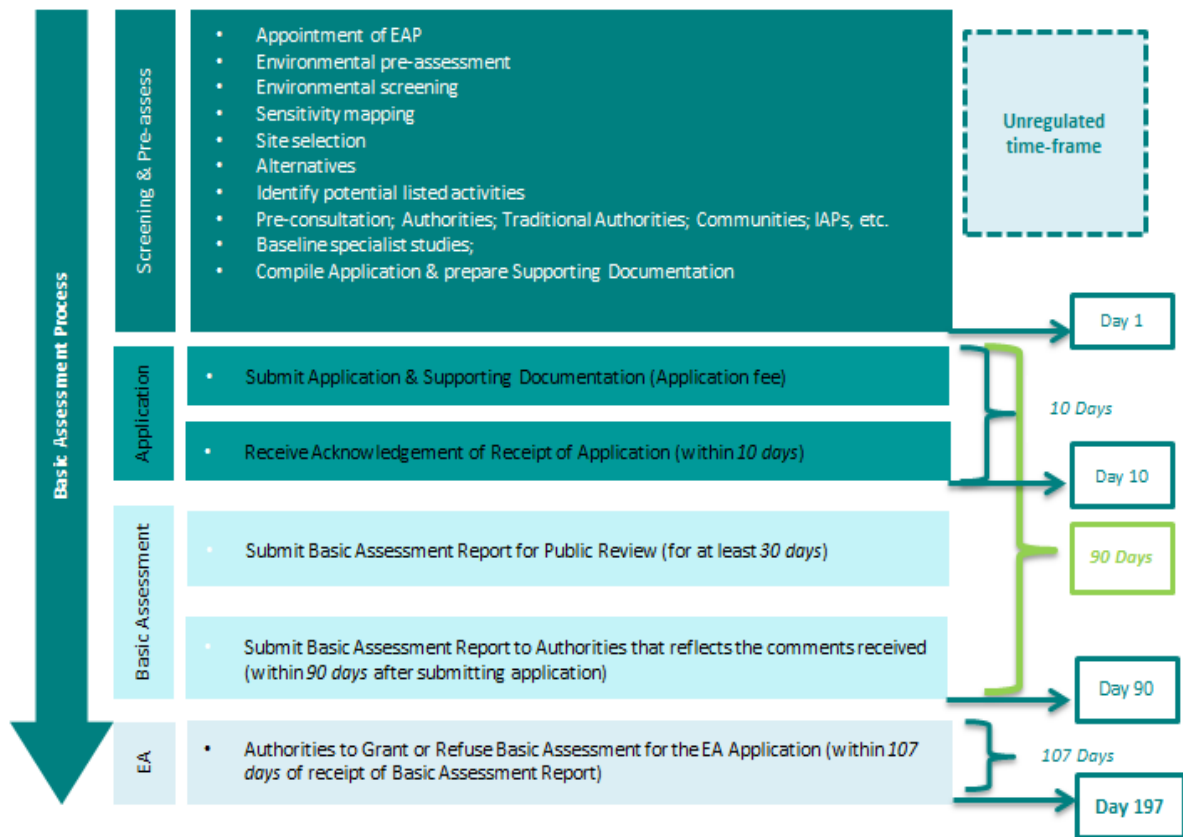 Basic Assessment Process
Screening & Pre-assess
• Appointment of EAP
• Environmental pre-assessment
• Environmental screening
• Sensitivity mapping
• Site selection
• Alternatives
• Identify potential listed activities
• Pre-consultation; Authorities; Traditional Authorities; Communities; IAPs, etc.
• Baseline specialist studies;
• Compile Application & prepare Supporting Documentation
Unregulated
time-frame
Day 1
Application
• Submit Application & Supporting Documentation (Application fee)
10 Days
• Receive Acknowledgement of Receipt of Application (within 10 days)
Day 10
Basic Assessment
• Submit Basic Assessment Report for Public Review (for at least 30 days)
90 Days
• Submit Basic Assessment Report to Authorities that reflects the comments received
(within 90 days after submitting application)
Day 90
EA
• Authorities to Grant or Refuse Basic Assessment for the EA Application (within 107
days of receipt of Basic Assessment Report)
107 Days
Day 197